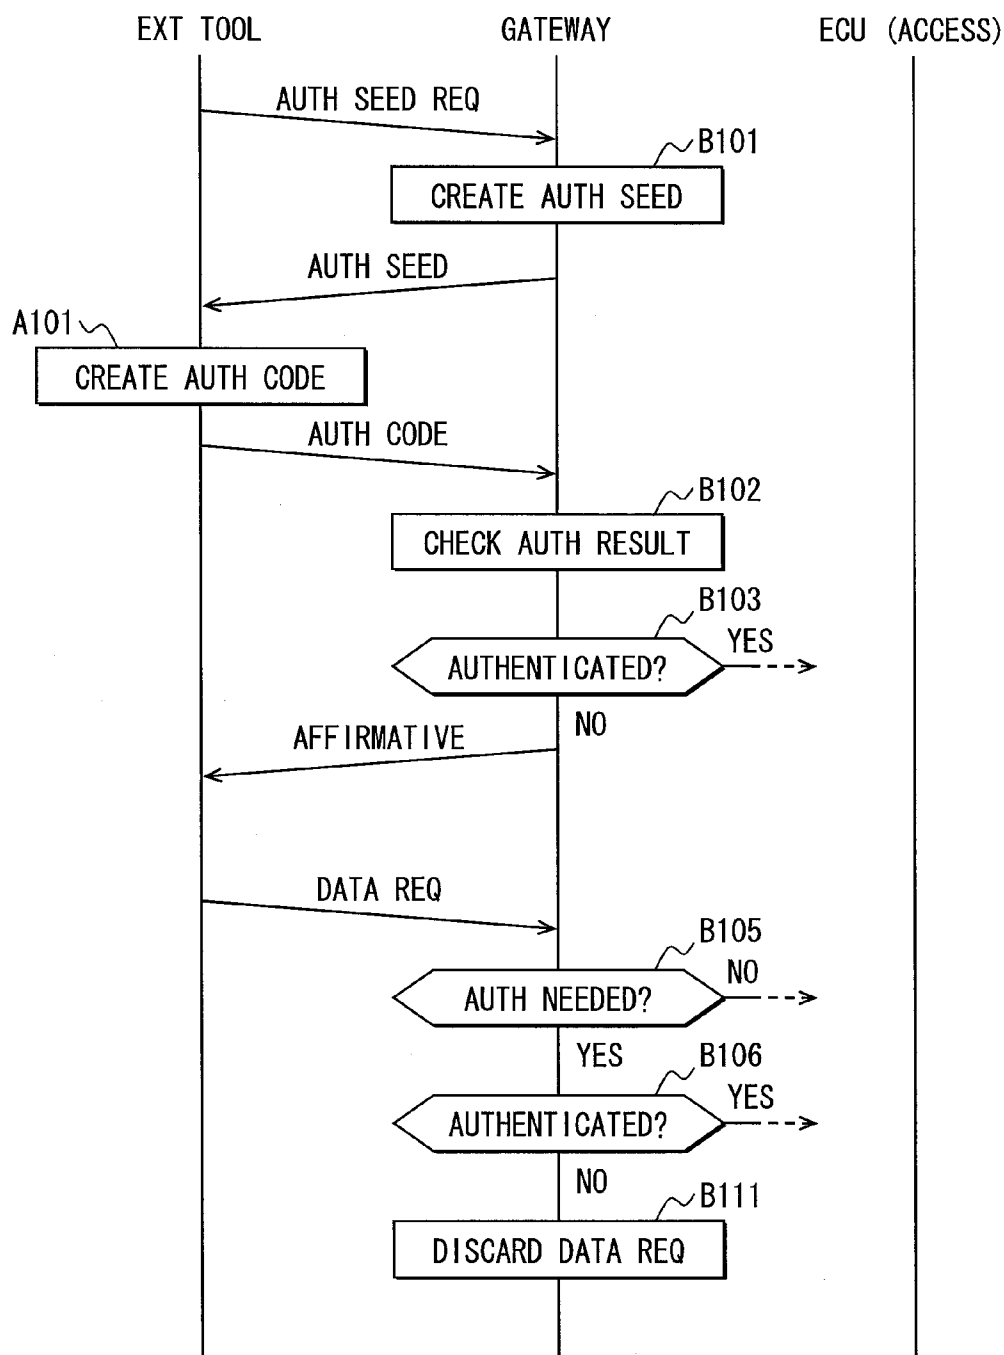 EXT TOOL
GATEWAY
ECU (ACCESS)
AUTH SEED REQ
B101
CREATE AUTH SEED
AUTH SEED
A101
CREATE AUTH CODE
AUTH CODE
B102
CHECK AUTH RESULT
B103
YES
AUTHENTICATED?
NO
AFFIRMATIVE
DATA REQ
B105
NO
AUTH NEEDED?
YES
B106
YES
AUTHENTICATED?
NO
B111
DISCARD DATA REQ